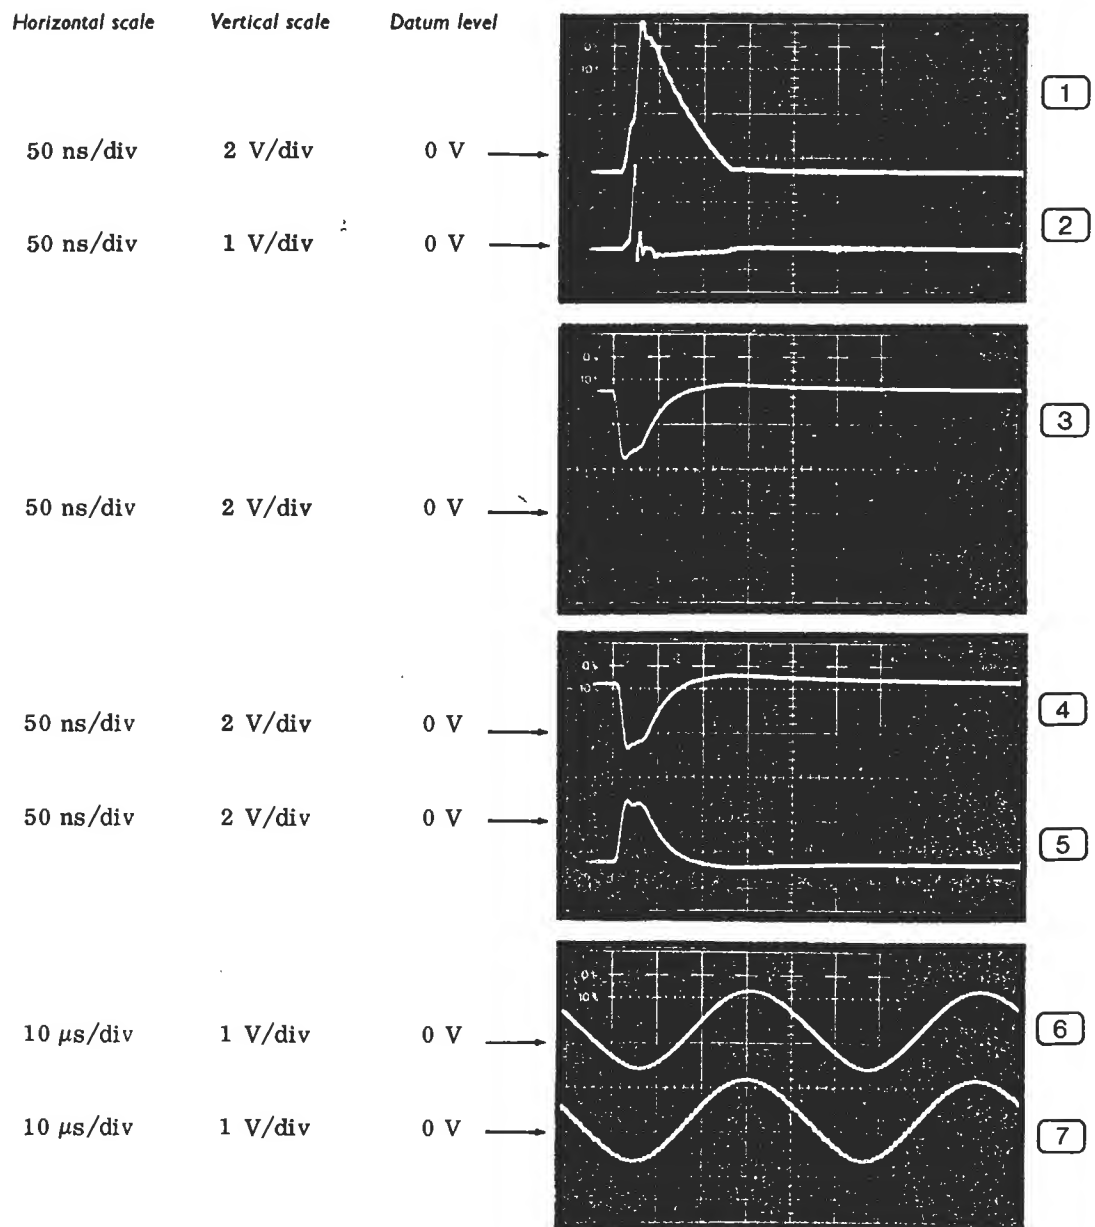 Horizontal scale Vertical scale Datum level
1
50 ns/div 2 V/div 0 V
2
50 ns/div 1 V/div 0 V
3
50 ns/div 2 V/div 0 V
4
50 ns/div 2 V/div 0 V
50 ns/div 2 V/div 0 V
5
10 μs/div 1 V/div 0 V
6
10 μs/div 1 V/div 0 V
7